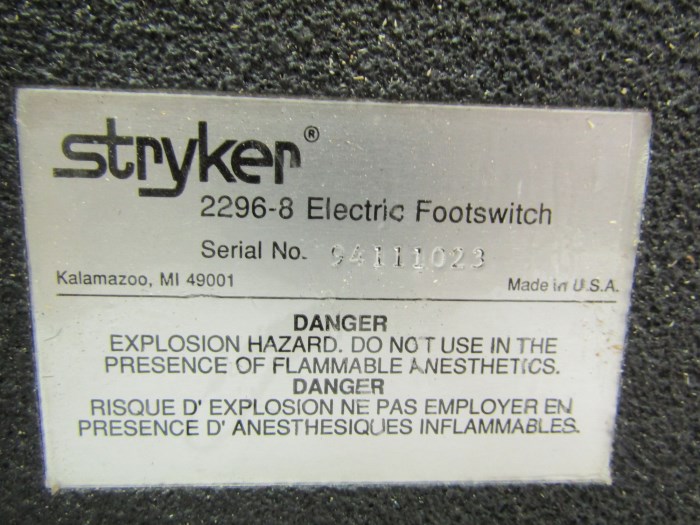 stryker®
2296-8 Electric Footswitch
Serial No. 94111023
Kalamazoo, MI 49001 Made in U.S.A.
DANGER
EXPLOSION HAZARD. DO NOT USE IN THE
PRESENCE OF FLAMMABLE ANESTHETICS.
DANGER
RISQUE D' EXPLOSION NE PAS EMPLOYER EN
PRESENCE D' ANESTHESIQUES INFLAMMABLES.